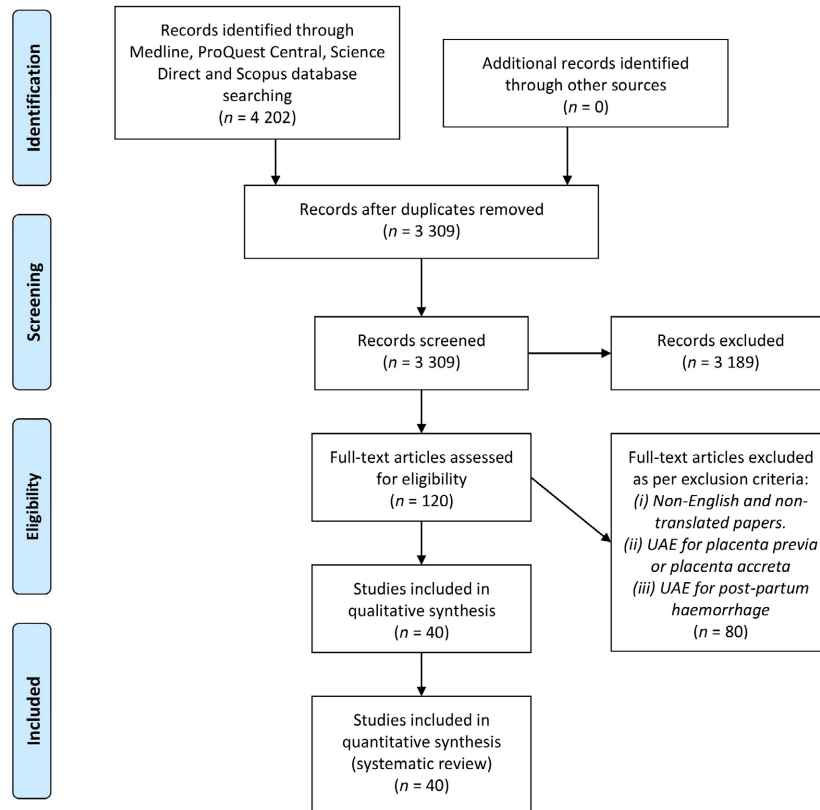 Identification
Records identified through
Medline, ProQuest Central, Science
Direct and Scopus database
searching
(n = 4 202)
Additional records identified
through other sources
(n = 0)
Records after duplicates removed
(n = 3 309)
Screening
Records screened
(n = 3 309)
Records excluded
(n = 3 189)
Eligibility
Full-text articles assessed
for eligibility
(n = 120)
Full-text articles excluded
as per exclusion criteria:
(i) Non-English and non-
translated papers.
(ii) UAE for placenta previa
or placenta accreta
(iii) UAE for post-partum
haemorrhage
(n = 80)
Studies included in
qualitative synthesis
(n = 40)
Included
Studies included in
quantitative synthesis
(systematic review)
(n = 40)